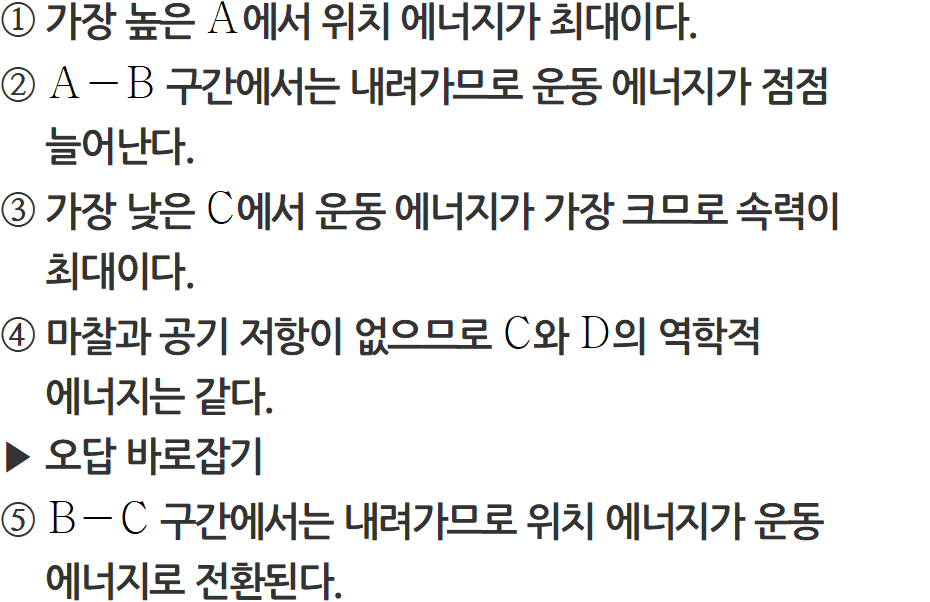 ① 가장 높은 A에서 위치 에너지가 최대이다.
② A－B 구간에서는 내려가므로 운동 에너지가 점점
늘어난다.
③ 가장 낮은 C에서 운동 에너지가 가장 크므로 속력이
최대이다.
④ 마찰과 공기 저항이 없으므로 C와 D의 역학적
에너지는 같다.
▶ 오답 바로잡기
⑤ B－C 구간에서는 내려가므로 위치 에너지가 운동
에너지로 전환된다.